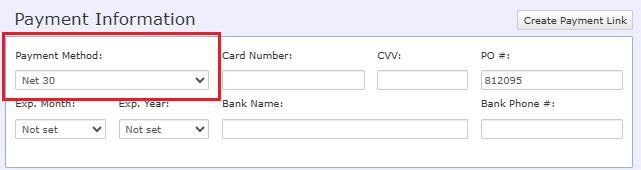 Payment Information
Create Payment Link
Payment Method: Card Number: CVV: PO #:
Net 30 812095
Exp. Month: Exp. Year: Bank Name: Bank Phone #:
Not set Not set